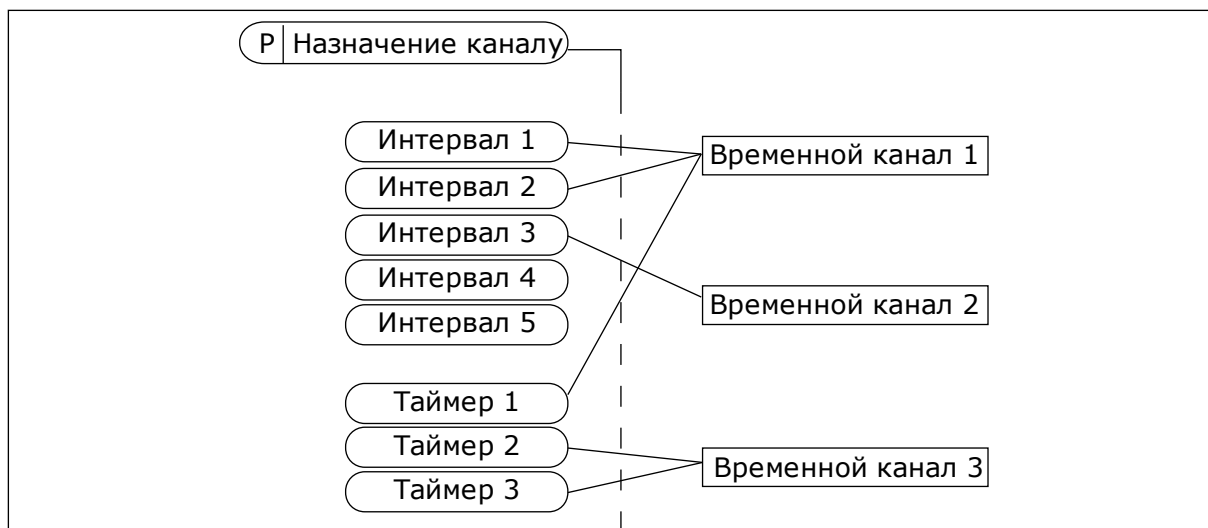 P Назначение каналу
Интервал 1
Временной канал 1
Интервал 2
Интервал 3
Интервал 4
Временной канал 2
Интервал 5
Таймер 1
Таймер 2
Временной канал 3
Таймер 3